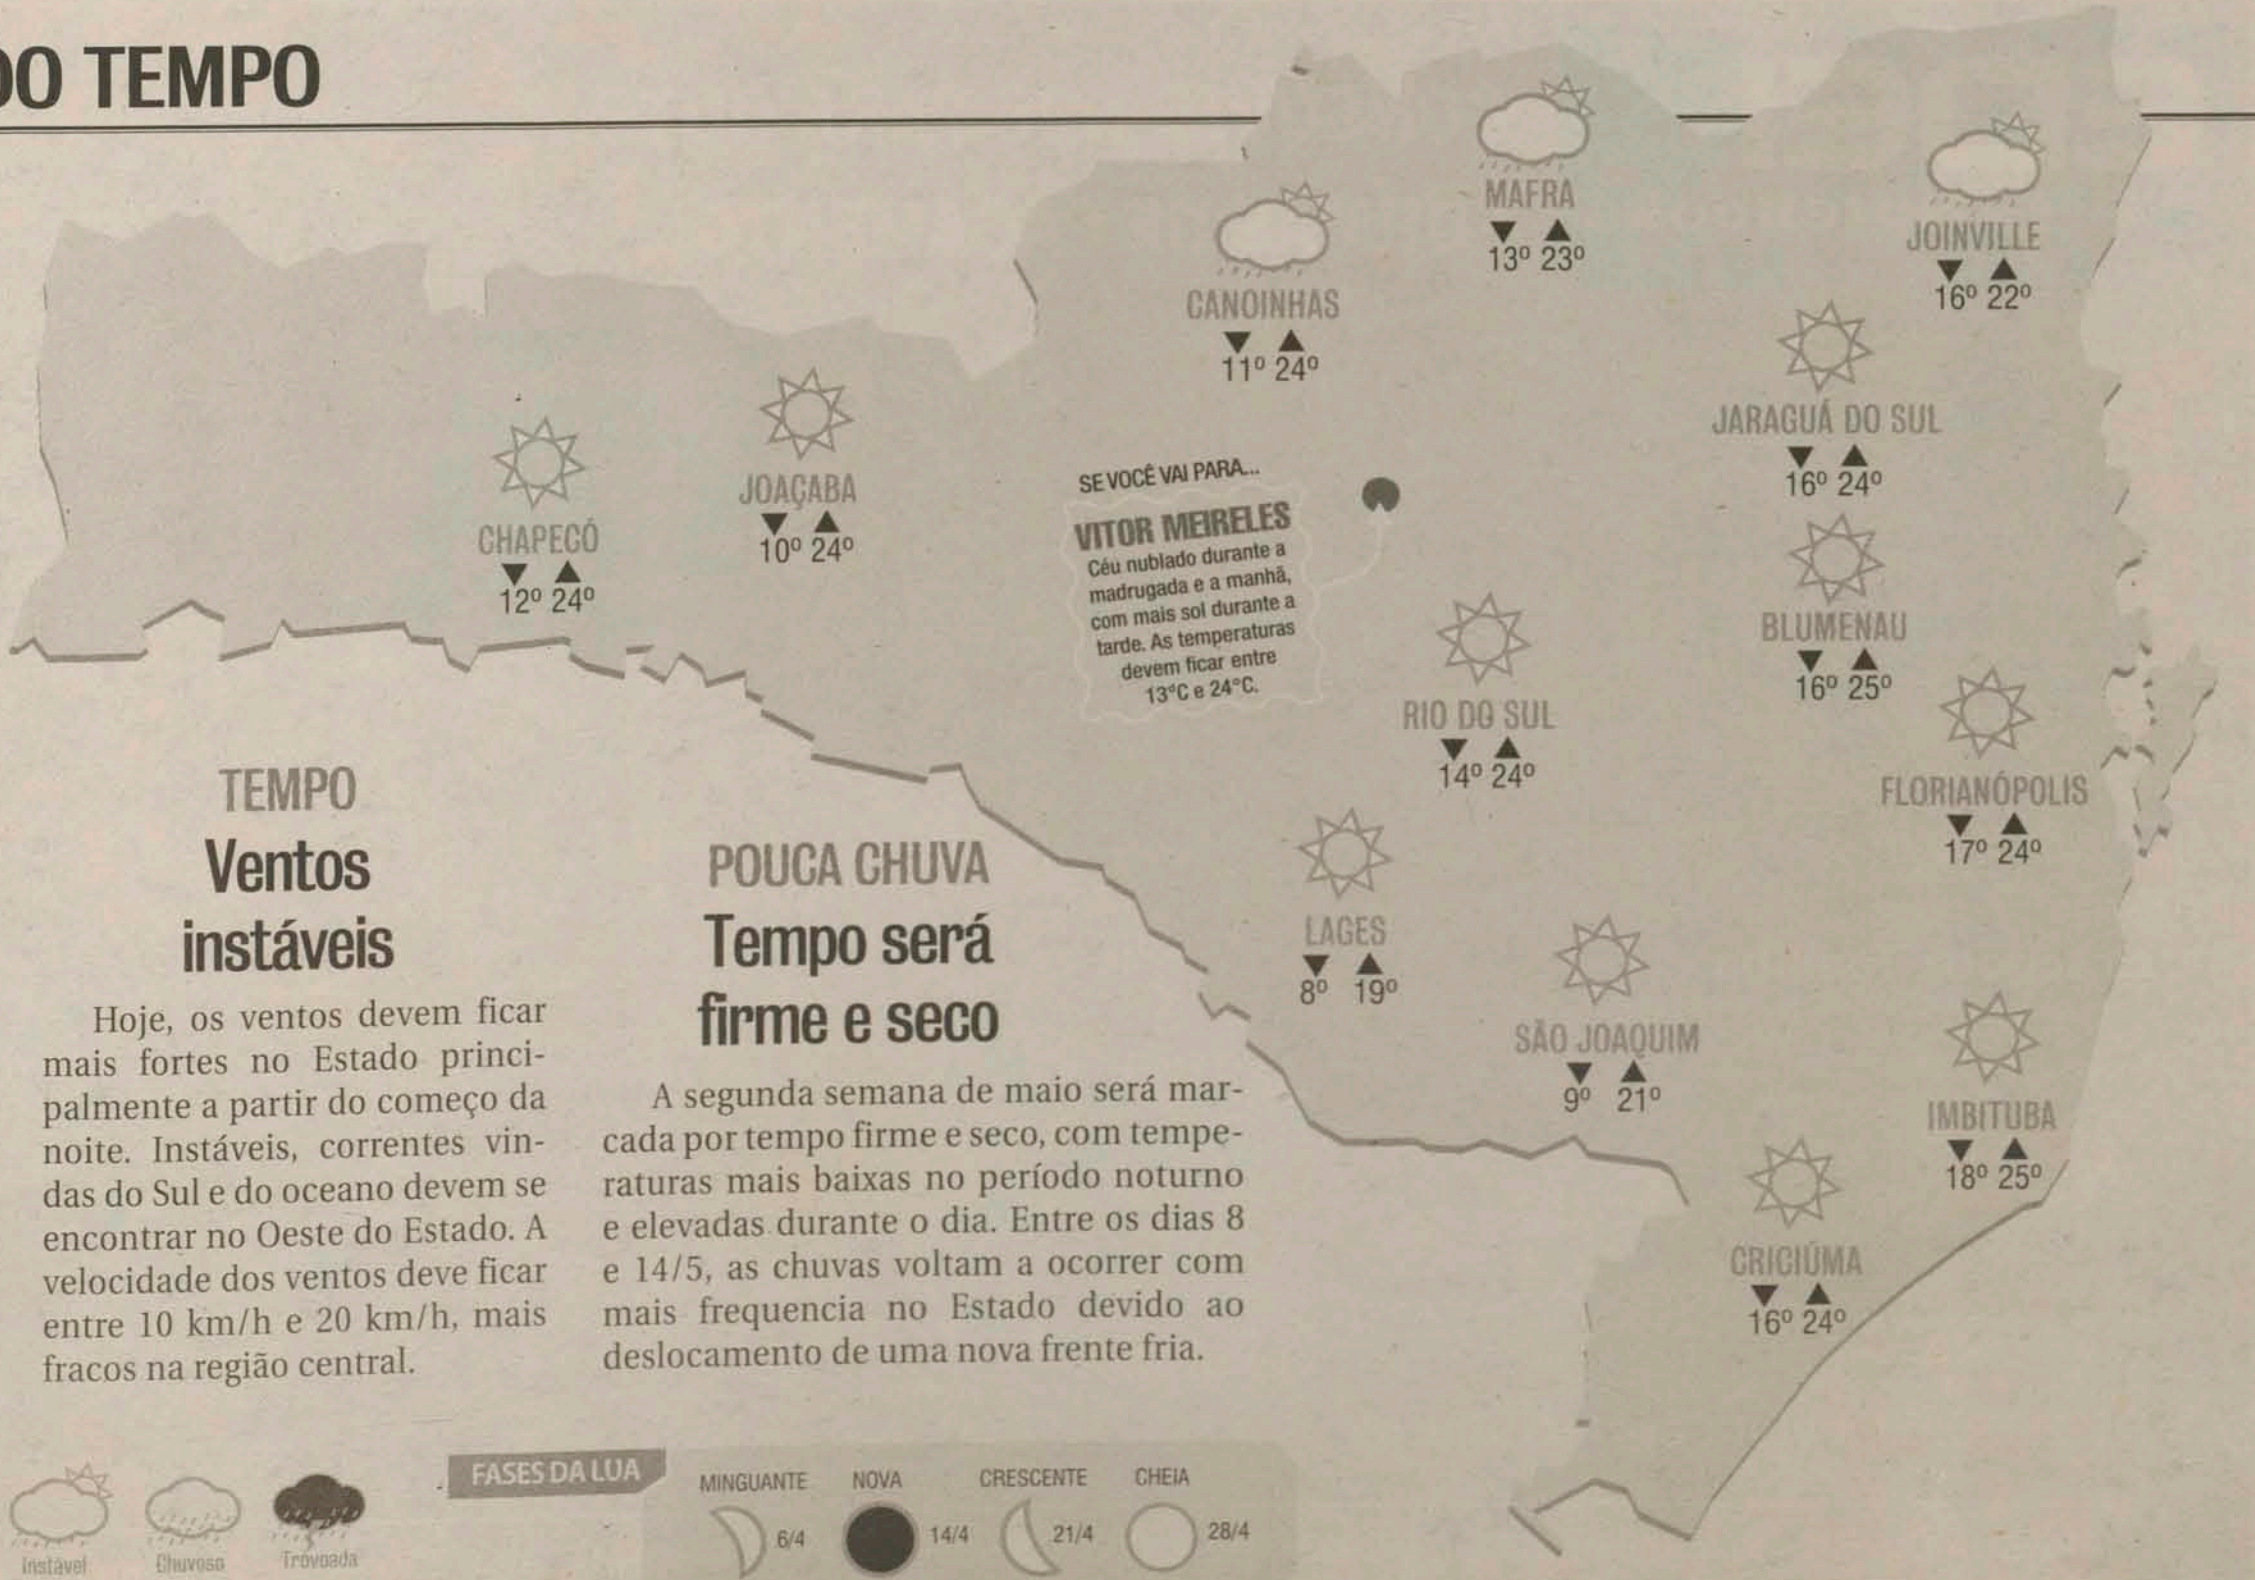 DO TEMPO
MAFRA
13º 23º
JOINVILLE
16º 22º
CANOINHAS
11º 24º
JARAGUÁ DO SUL
16º 24º
JOAÇABA
10º 24º
CHAPECÓ
12º 24º
SE VOCÊ VAI PARA...
VITOR MEIRELES
Céu nublado durante a
madrugada e a manhã,
com mais sol durante a
tarde. As temperaturas
devem ficar entre
13°C e 24°C.
BLUMENAU
16º 25º
RIO DO SUL
14º 24º
FLORIANÓPOLIS
17º 24º
LAGES
8º 19º
SÃO JOAQUIM
9º 21º
IMBITUBA
18º 25º
CRICIÚMA
16º 24º
TEMPO
Ventos
instáveis
Hoje, os ventos devem ficar
mais fortes no Estado princi-
palmente a partir do começo da
noite. Instáveis, correntes vin-
das do Sul e do oceano devem se
encontrar no Oeste do Estado. A
velocidade dos ventos deve ficar
entre 10 km/h e 20 km/h, mais
fracos na região central.
POUCA CHUVA
Tempo será
firme e seco
A segunda semana de maio será mar-
cada por tempo firme e seco, com tempe-
raturas mais baixas no período noturno
e elevadas durante o dia. Entre os dias 8
e 14/5, as chuvas voltam a ocorrer com
mais frequencia no Estado devido ao
deslocamento de uma nova frente fria.
Instável
Chuvoso
Trovoada
FASES DA LUA
MINGUANTE
6/4
NOVA
14/4
CRESCENTE
21/4
CHEIA
28/4